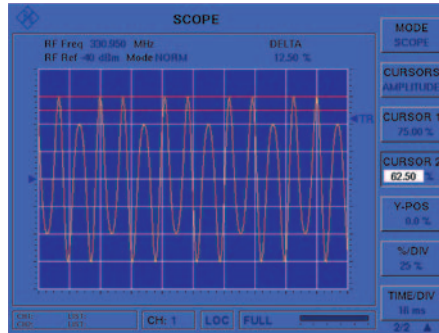 SCOPE
RF Freq 330.950 MHz
RF Ref -40 dBm Mode NORM
DELTA
12.50 %
TR
MODE
SCOPE
CURSORS
AMPLITUDE
CURSOR 1
75.00 %
CURSOR 2
62.50 %
Y-POS
0.0 %
%/DIV
25 %
TIME/DIV
10 ms
2/2
CH: 1
LOC
FULL